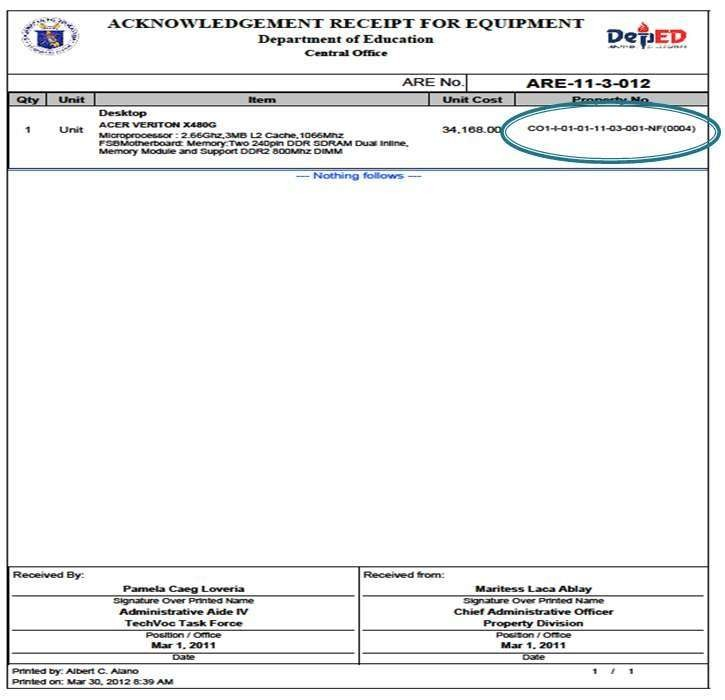 ACKNOWLEDGEMENT RECEIPT FOR EQUIPMENT
Department of Education
Central Office
DepED
ARE No. ARE-11-3-012
Qty Unit Item Unit Cost Property No.
Desktop
ACER VERITON X480G
1 Unit 34,168.00 CO1-I-01-01-11-03-001-NF(0004)
Microprocessor : 2.66Ghz,3MB L2 Cache,1066Mhz
FSBMotherboard: Memory:Two 240pin DDR SDRAM Dual Inline,
Memory Module and Support DDR2 800Mhz DIMM
---- Nothing follows ----
Received By:
Pamela Caeg Loveria
Signature Over Printed Name
Administrative Aide IV
TechVoc Task Force
Position / Office
Mar 1, 2011
Date
Received from:
Maritess Laca Ablay
Signature Over Printed Name
Chief Administrative Officer
Property Division
Position / Office
Mar 1, 2011
Date
Printed by: Albert C. Alano
Printed on: Mar 30, 2012 8:39 AM
1 / 1